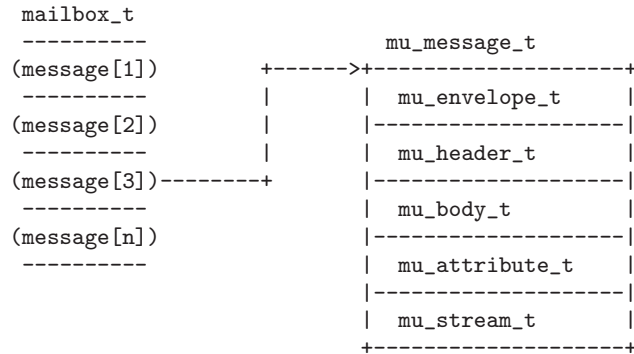 mailbox_t
 ----------                     mu_message_t
(message[1])        +------>+--------------------+
 ----------         |       |  mu_envelope_t     |
(message[2])        |       |--------------------|
 ----------         |       |  mu_header_t       |
(message[3])--------+       |--------------------|
 ----------                 |  mu_body_t         |
(message[n])                |--------------------|
 ----------                 |  mu_attribute_t    |
                            |--------------------|
                            |  mu_stream_t       |
                            +--------------------+